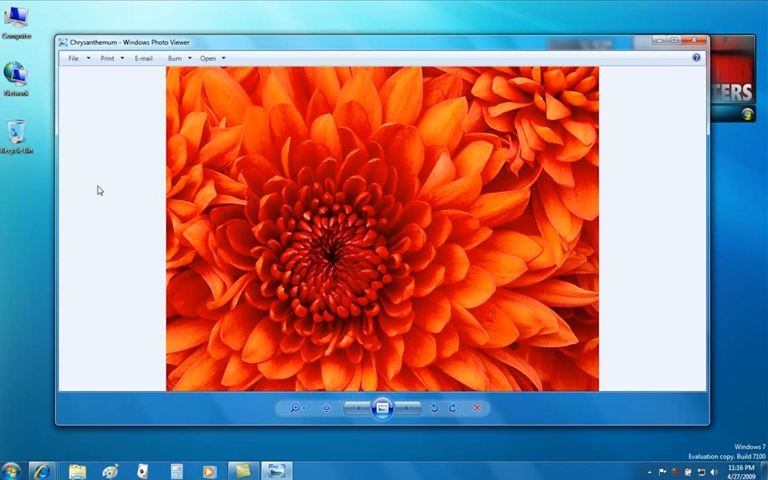 Computer
Network
Recycle Bin
Chrysanthemum - Windows Photo Viewer
File
Print
E-mail
Burn
Open
TERS
Windows 7
Evaluation copy. Build 7100
11:16 PM
4/27/2009